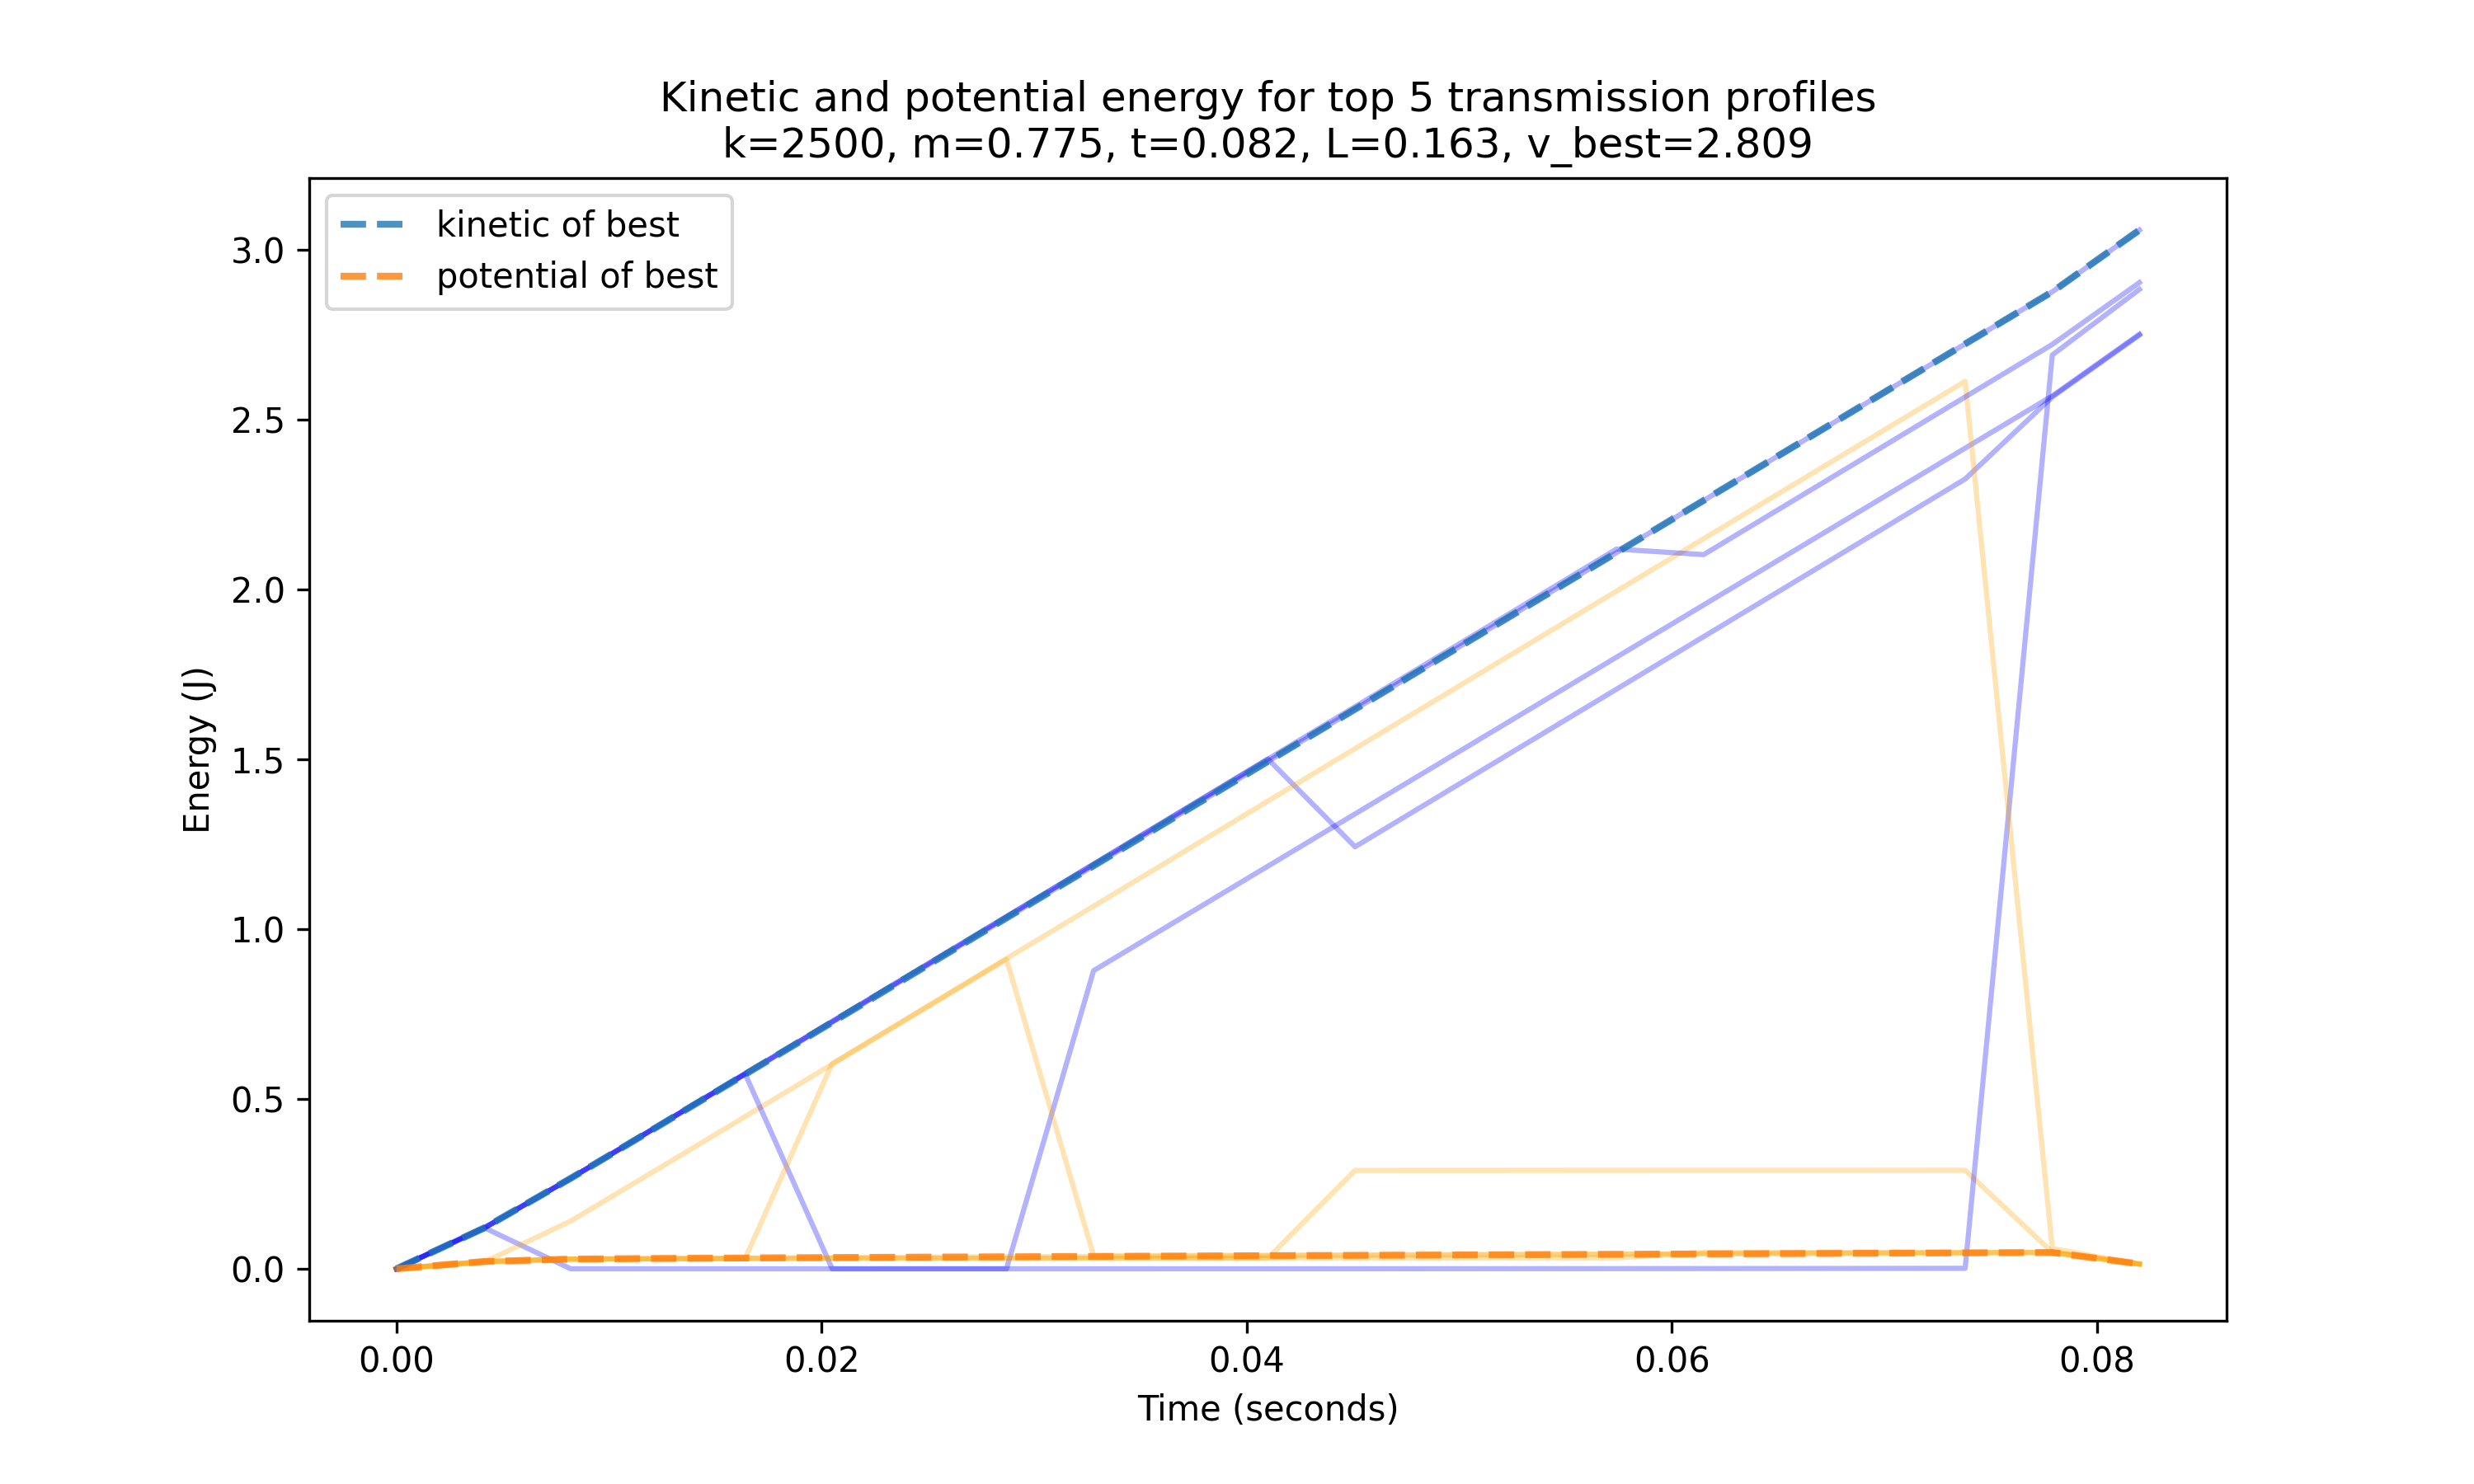 Kinetic and potential energy for top 5 transmission profiles
k=2500, m=0.775, t=0.082, L=0.163, v_best=2.809
kinetic of best
potential of best
3.0
2.5
2.0
1.5
1.0
0.5
0.0
Energy (J)
0.00 0.02 0.04 0.06 0.08
Time (seconds)